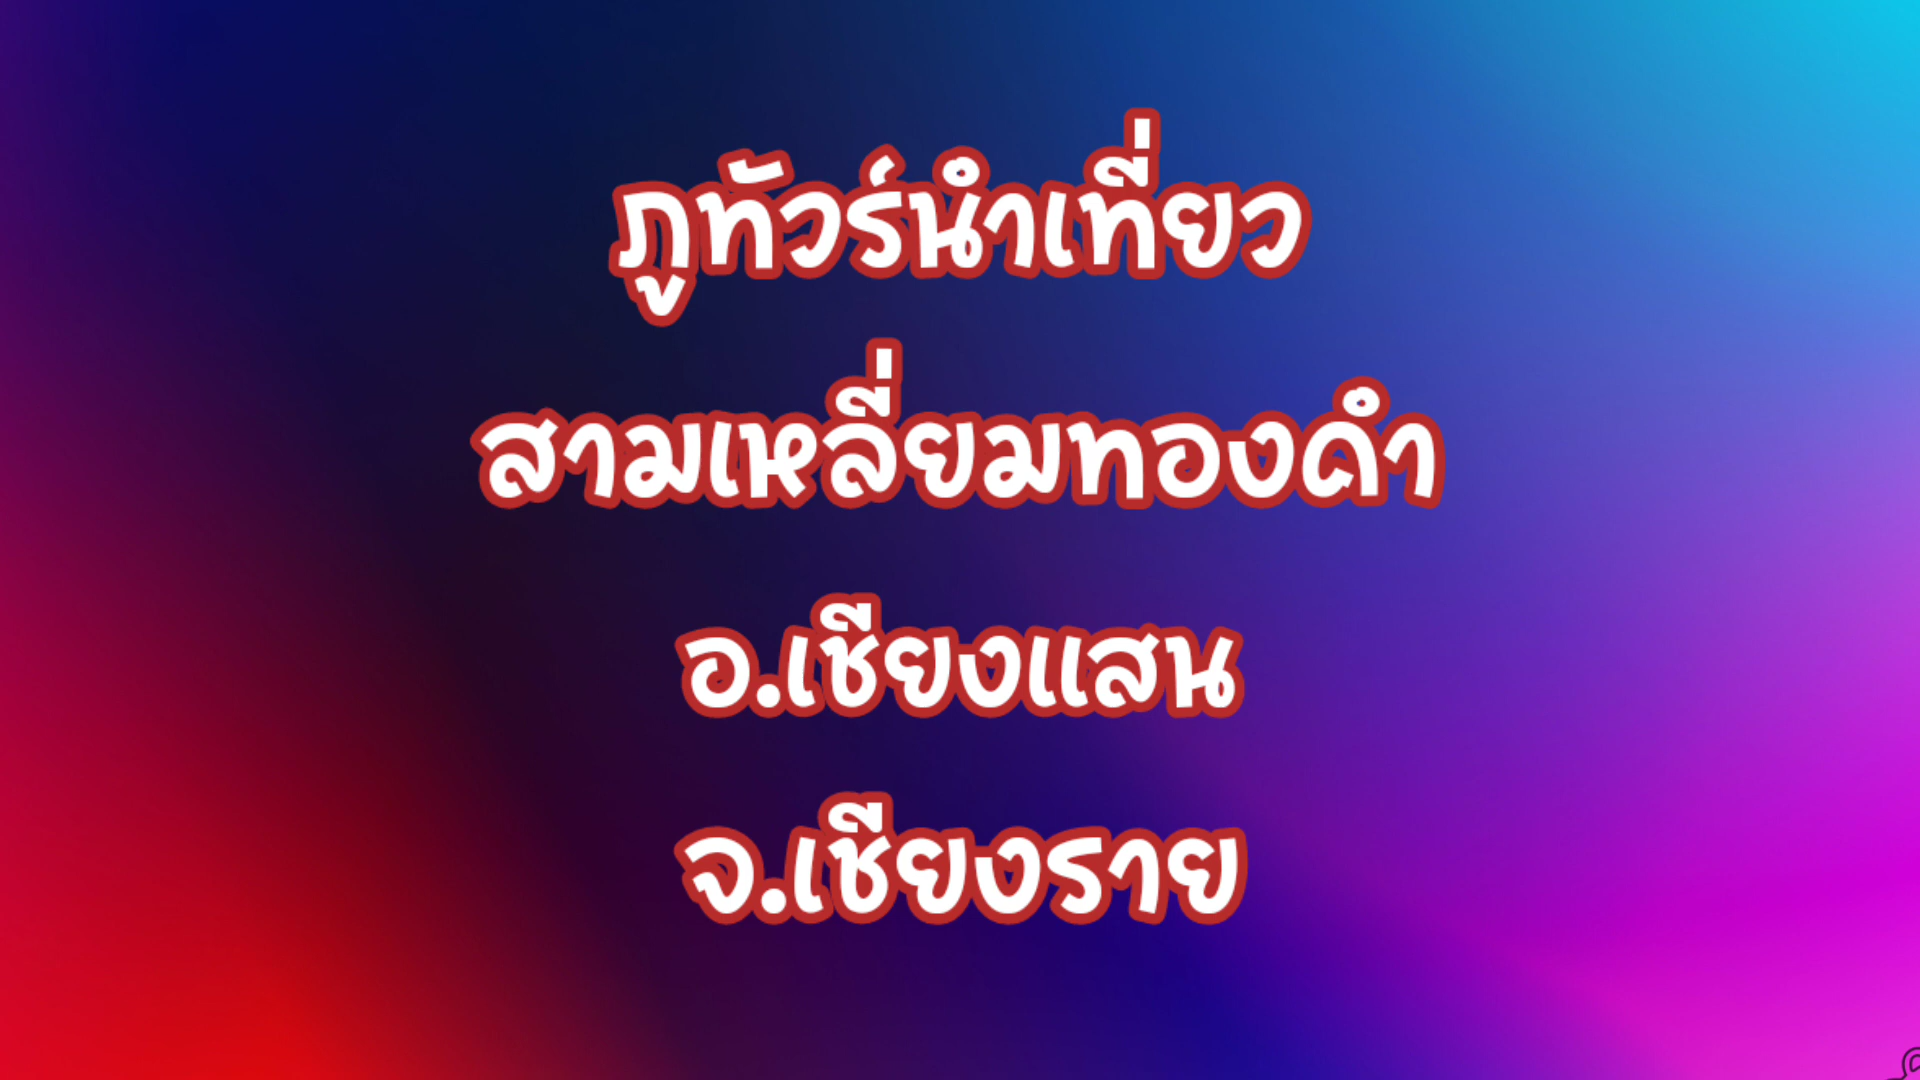 ภูทัวร์นำเที่ยว
สามเหลี่ยมทองคำ
อ.เชียงแสน
จ.เชียงราย